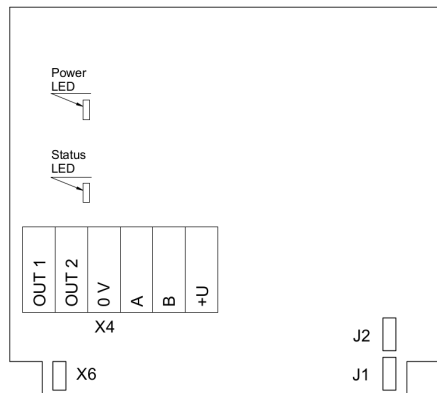 Power
LED
Status
LED
OUT 1
OUT 2
0 V
A
B
+U
X4
J2
X6
J1